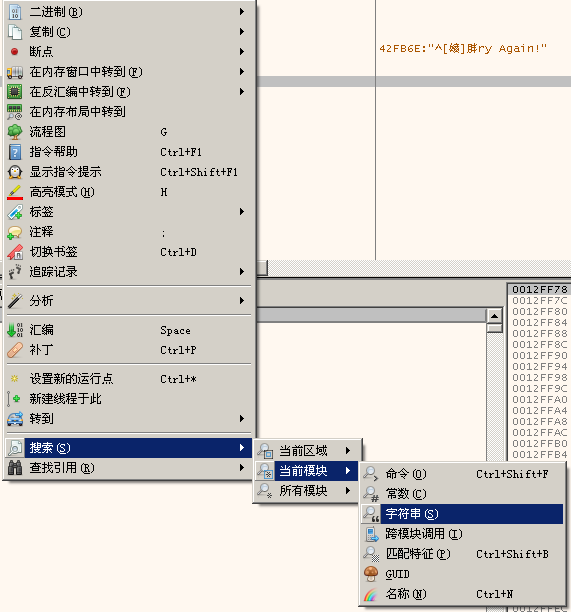 二进制(B)
复制(C)
断点
42FB6E:"^[嬑]胖ry Again!"
在内存窗口中转到(F)
在反汇编中转到(F)
在内存布局中转到
流程图 G
指令帮助 Ctrl+F1
显示指令提示 Ctrl+Shift+F1
高亮模式(H) H
标签
注释 ;
切换书签 Ctrl+D
追踪记录
分析
汇编 Space
补丁 Ctrl+P
设置新的运行点 Ctrl+*
新建线程于此
转到
搜索(S)
查找引用(R)
当前区域
当前模块
所有模块
命令(O) Ctrl+Shift+F
常数(C)
字符串(S)
跨模块调用(I)
匹配特征(P) Ctrl+Shift+B
GUID
名称(N) Ctrl+N
0012FF78
0012FF7C
0012FF80
0012FF84
0012FF88
0012FF8C
0012FF90
0012FF94
0012FF98
0012FF9C
0012FFA0
0012FFA4
0012FFA8
0012FFAC
0012FFB0
0012FFB4